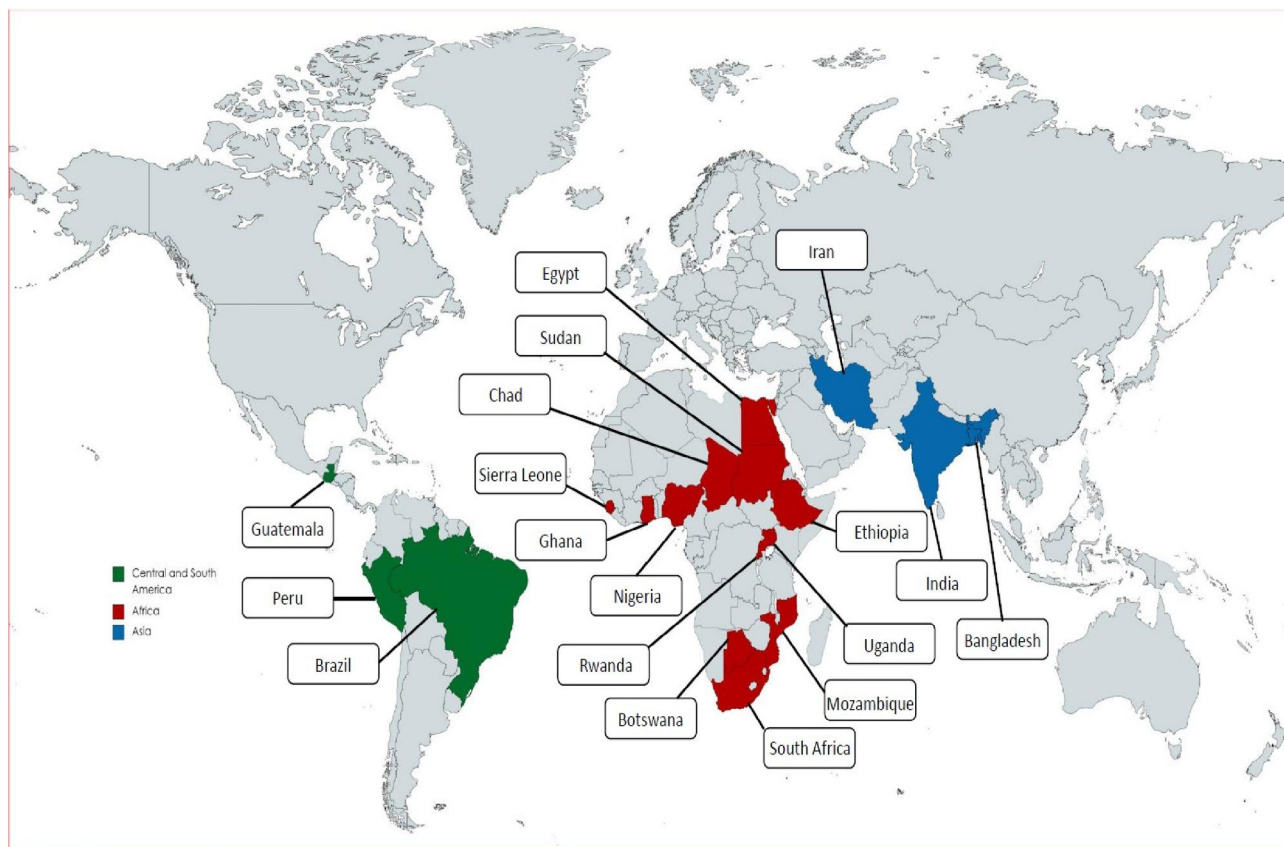 Iran
Egypt
Sudan
Chad
Sierra Leone
Guatemala
Ghana
Ethiopia
Central and South
America
Africa
Asia
Peru
Nigeria
India
Brazil
Rwanda
Uganda
Bangladesh
Botswana
Mozambique
South Africa